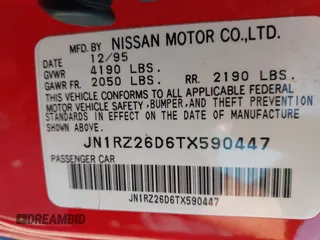 MFD. BY NISSAN MOTOR CO.,LTD.
DATE 12/95
GVWR 4190 LBS.
GAWR FR. 2050 LBS. RR. 2190 LBS.
THIS VEHICLE CONFORMS TO ALL APPLICABLE FEDERAL
MOTOR VEHICLE SAFETY, BUMPER, AND THEFT PREVENTION
STANDARDS IN EFFECT ON THE DATE OF MANUFACTURE
SHOWN ABOVE.
JN1RZ26D6TX590447
PASSENGER CAR
JN1RZ26D6TX590447
DREAMBID